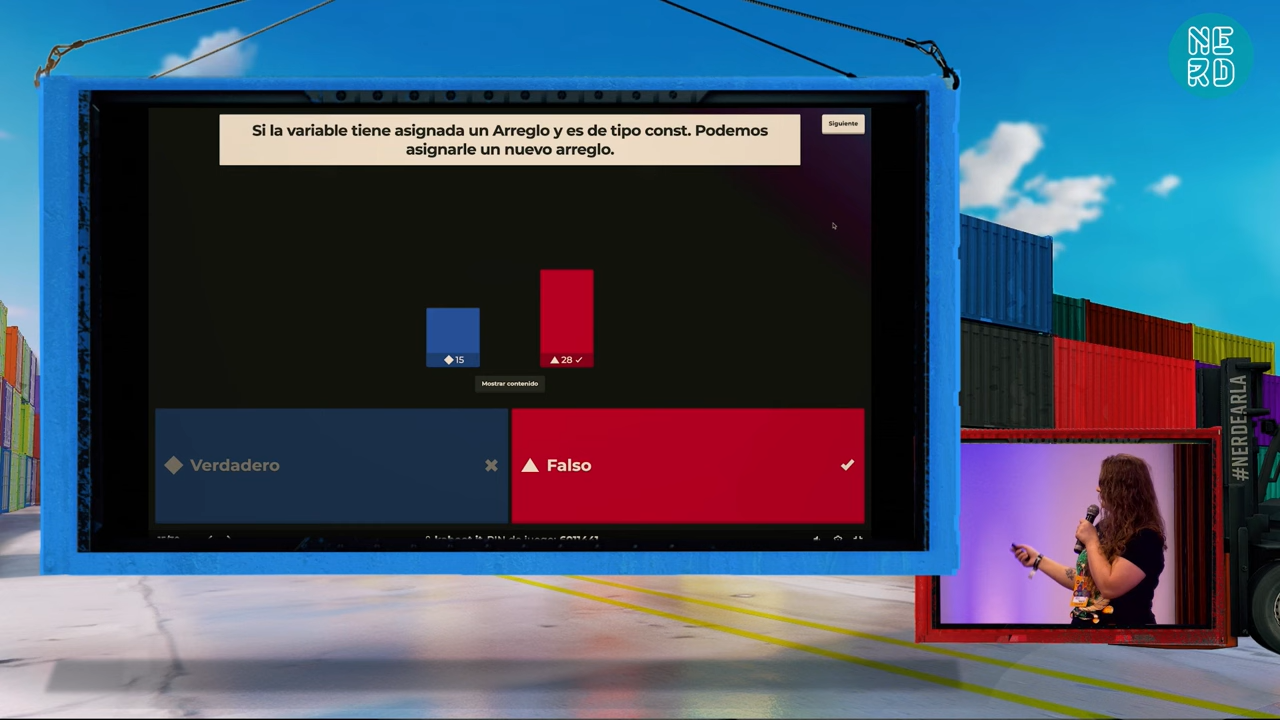 NE
RD
Si la variable tiene asignada un Arreglo y es de tipo const. Podemos
asignarle un nuevo arreglo.
Siguiente
15
28
Mostrar contenido
Verdadero
Falso
#NERDEARLA